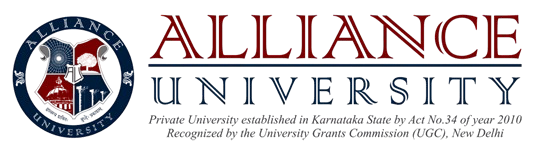 ALLIANCE
UNIVERSITY
ALLIANCE
UNIVERSITY
Private University established in Karnataka State by Act No.34 of year 2010
Recognized by the University Grants Commission (UGC), New Delhi